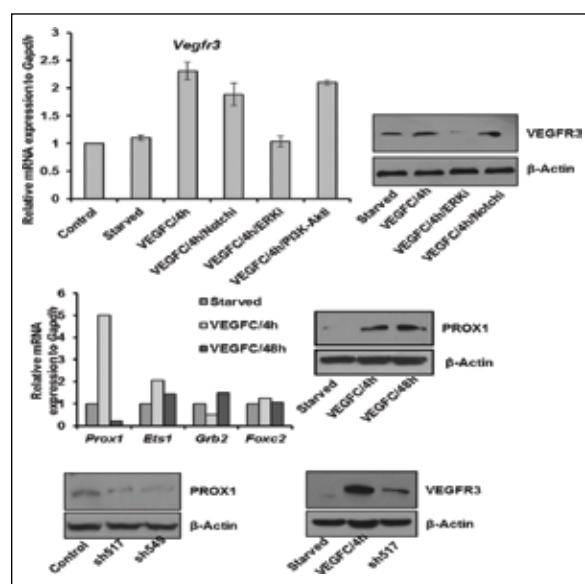 Vegfr3
Relative mRNA expression to Gapdh
2.5
2
1.5
1
0.5
0
Control
Starved
VEGFC/4h
VEGFC/4h/Notchi
VEGFC/4h/ERKi
VEGFC/4h/PI3K-Akti
VEGFR3
β-Actin
Starved
VEGFC/4h
VEGFC/4h/ERKi
VEGFC/4h/Notchi
Relative mRNA
expression to Gapdh
6
5
4
3
2
1
0
Starved
VEGFC/4h
VEGFC/48h
Prox1
Ets1
Grb2
Foxc2
PROX1
β-Actin
Starved
VEGFC/4h
VEGFC/48h
PROX1
β-Actin
Control
sh517
sh549
VEGFR3
β-Actin
Starved
VEGFC/4h
sh517